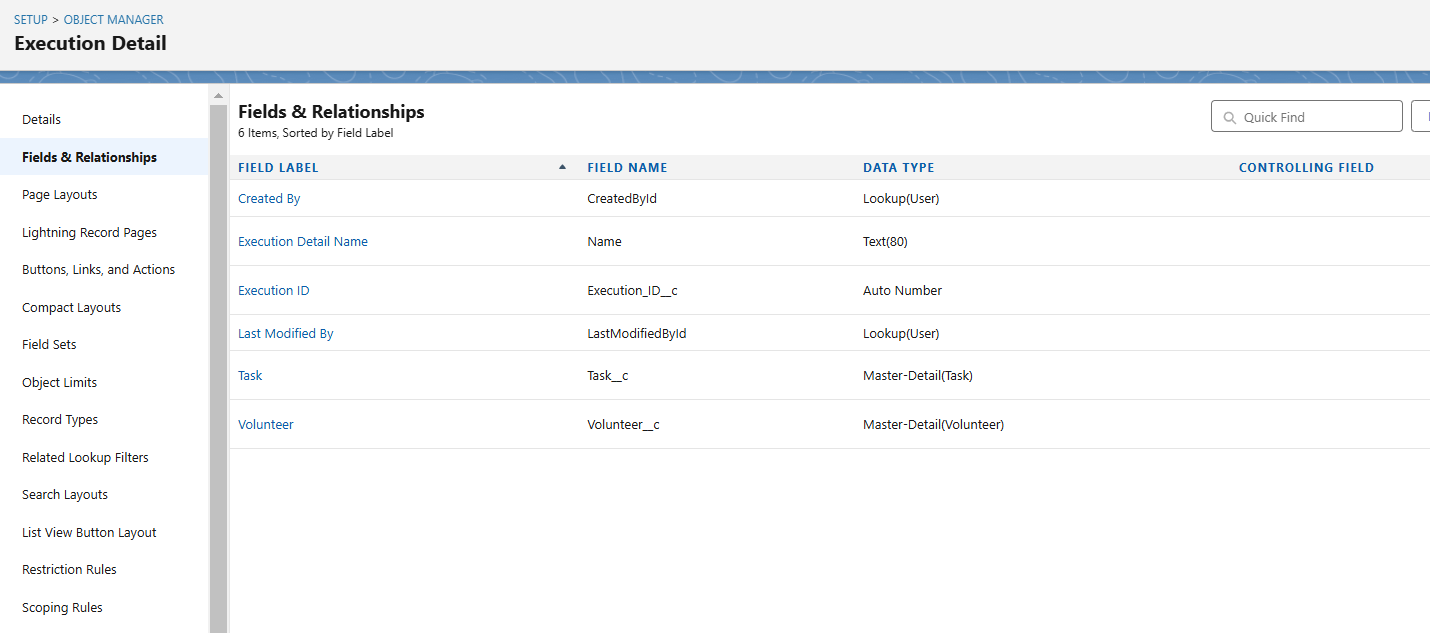 SETUP > OBJECT MANAGER
Execution Detail
Details
Fields & Relationships
Page Layouts
Lightning Record Pages
Buttons, Links, and Actions
Compact Layouts
Field Sets
Object Limits
Record Types
Related Lookup Filters
Search Layouts
List View Button Layout
Restriction Rules
Scoping Rules
Fields & Relationships
6 Items, Sorted by Field Label
Quick Find
FIELD LABEL FIELD NAME DATA TYPE CONTROLLING FIELD
Created By CreatedById Lookup(User)
Execution Detail Name Name Text(80)
Execution ID Execution_ID__c Auto Number
Last Modified By LastModifiedById Lookup(User)
Task Task__c Master-Detail(Task)
Volunteer Volunteer__c Master-Detail(Volunteer)